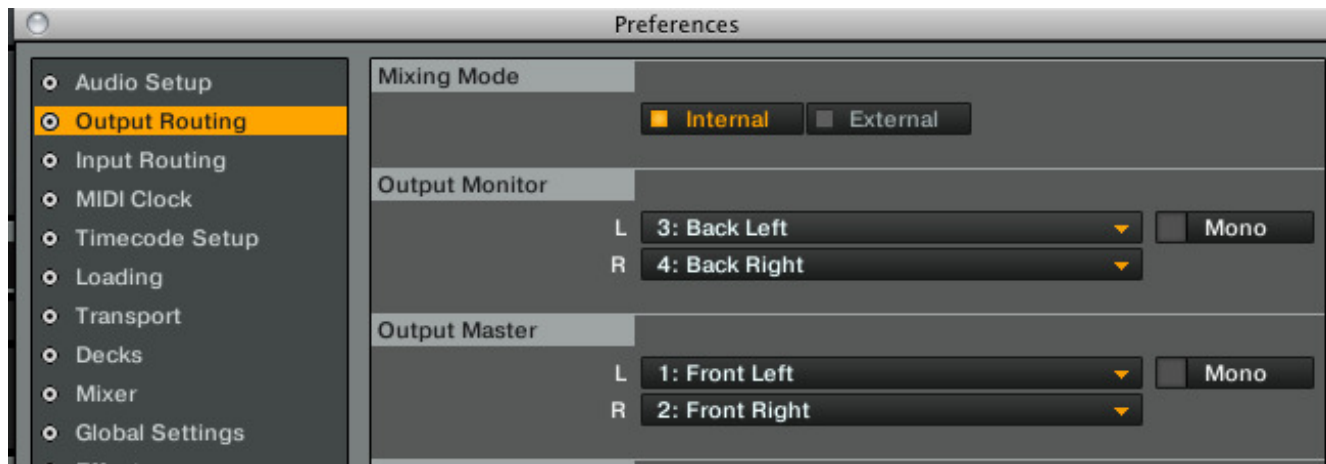 Preferences
Audio Setup
Output Routing
Input Routing
MIDI Clock
Timecode Setup
Loading
Transport
Decks
Mixer
Global Settings
Mixing Mode
Internal External
Output Monitor
L 3: Back Left Mono
R 4: Back Right
Output Master
L 1: Front Left Mono
R 2: Front Right